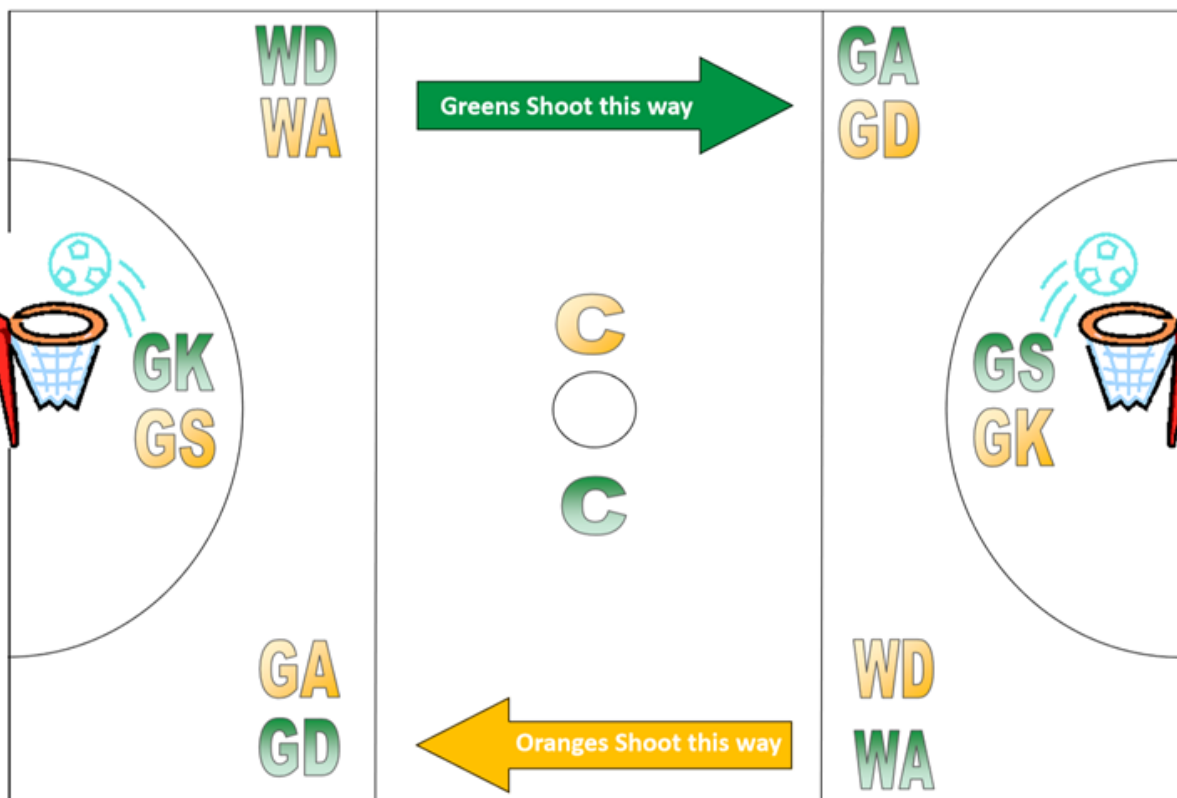 WD
WA
Greens Shoot this way
GA
GD
C
GK
GS
GS
GK
C
GA
GD
Oranges Shoot this way
WD
WA